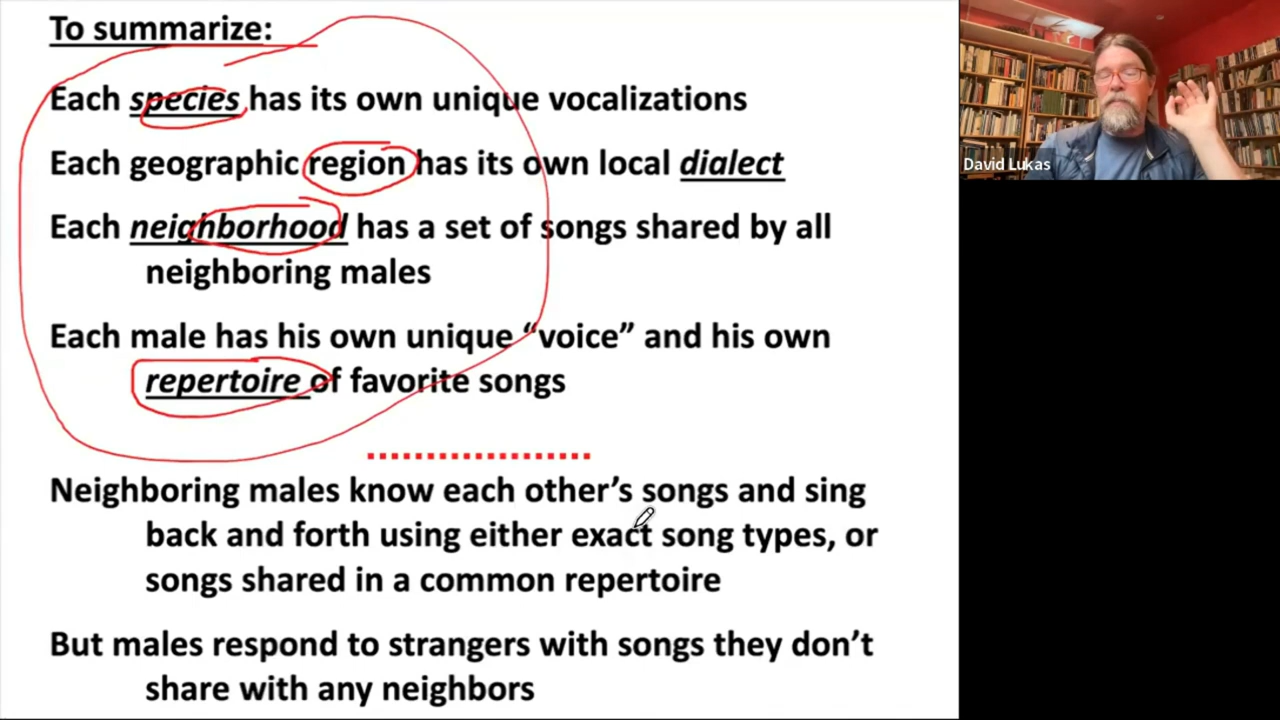 To summarize:
Each species has its own unique vocalizations
Each geographic region has its own local dialect
Each neighborhood has a set of songs shared by all
neighboring males
Each male has his own unique “voice” and his own
repertoire of favorite songs
Neighboring males know each other’s songs and sing
back and forth using either exact song types, or
songs shared in a common repertoire
But males respond to strangers with songs they don’t
share with any neighbors
David Lukas